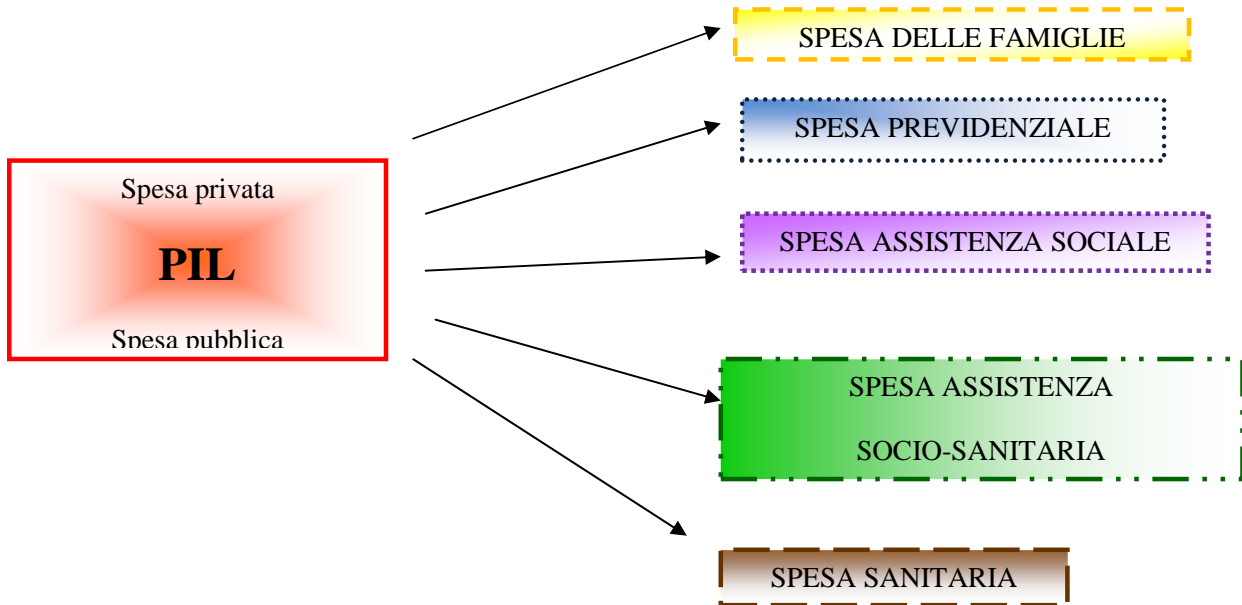 Spesa privata
PIL
Spesa pubblica
SPESA DELLE FAMIGLIE
SPESA PREVIDENZIALE
SPESA ASSISTENZA SOCIALE
SPESA ASSISTENZA
SOCIO-SANITARIA
SPESA SANITARIA